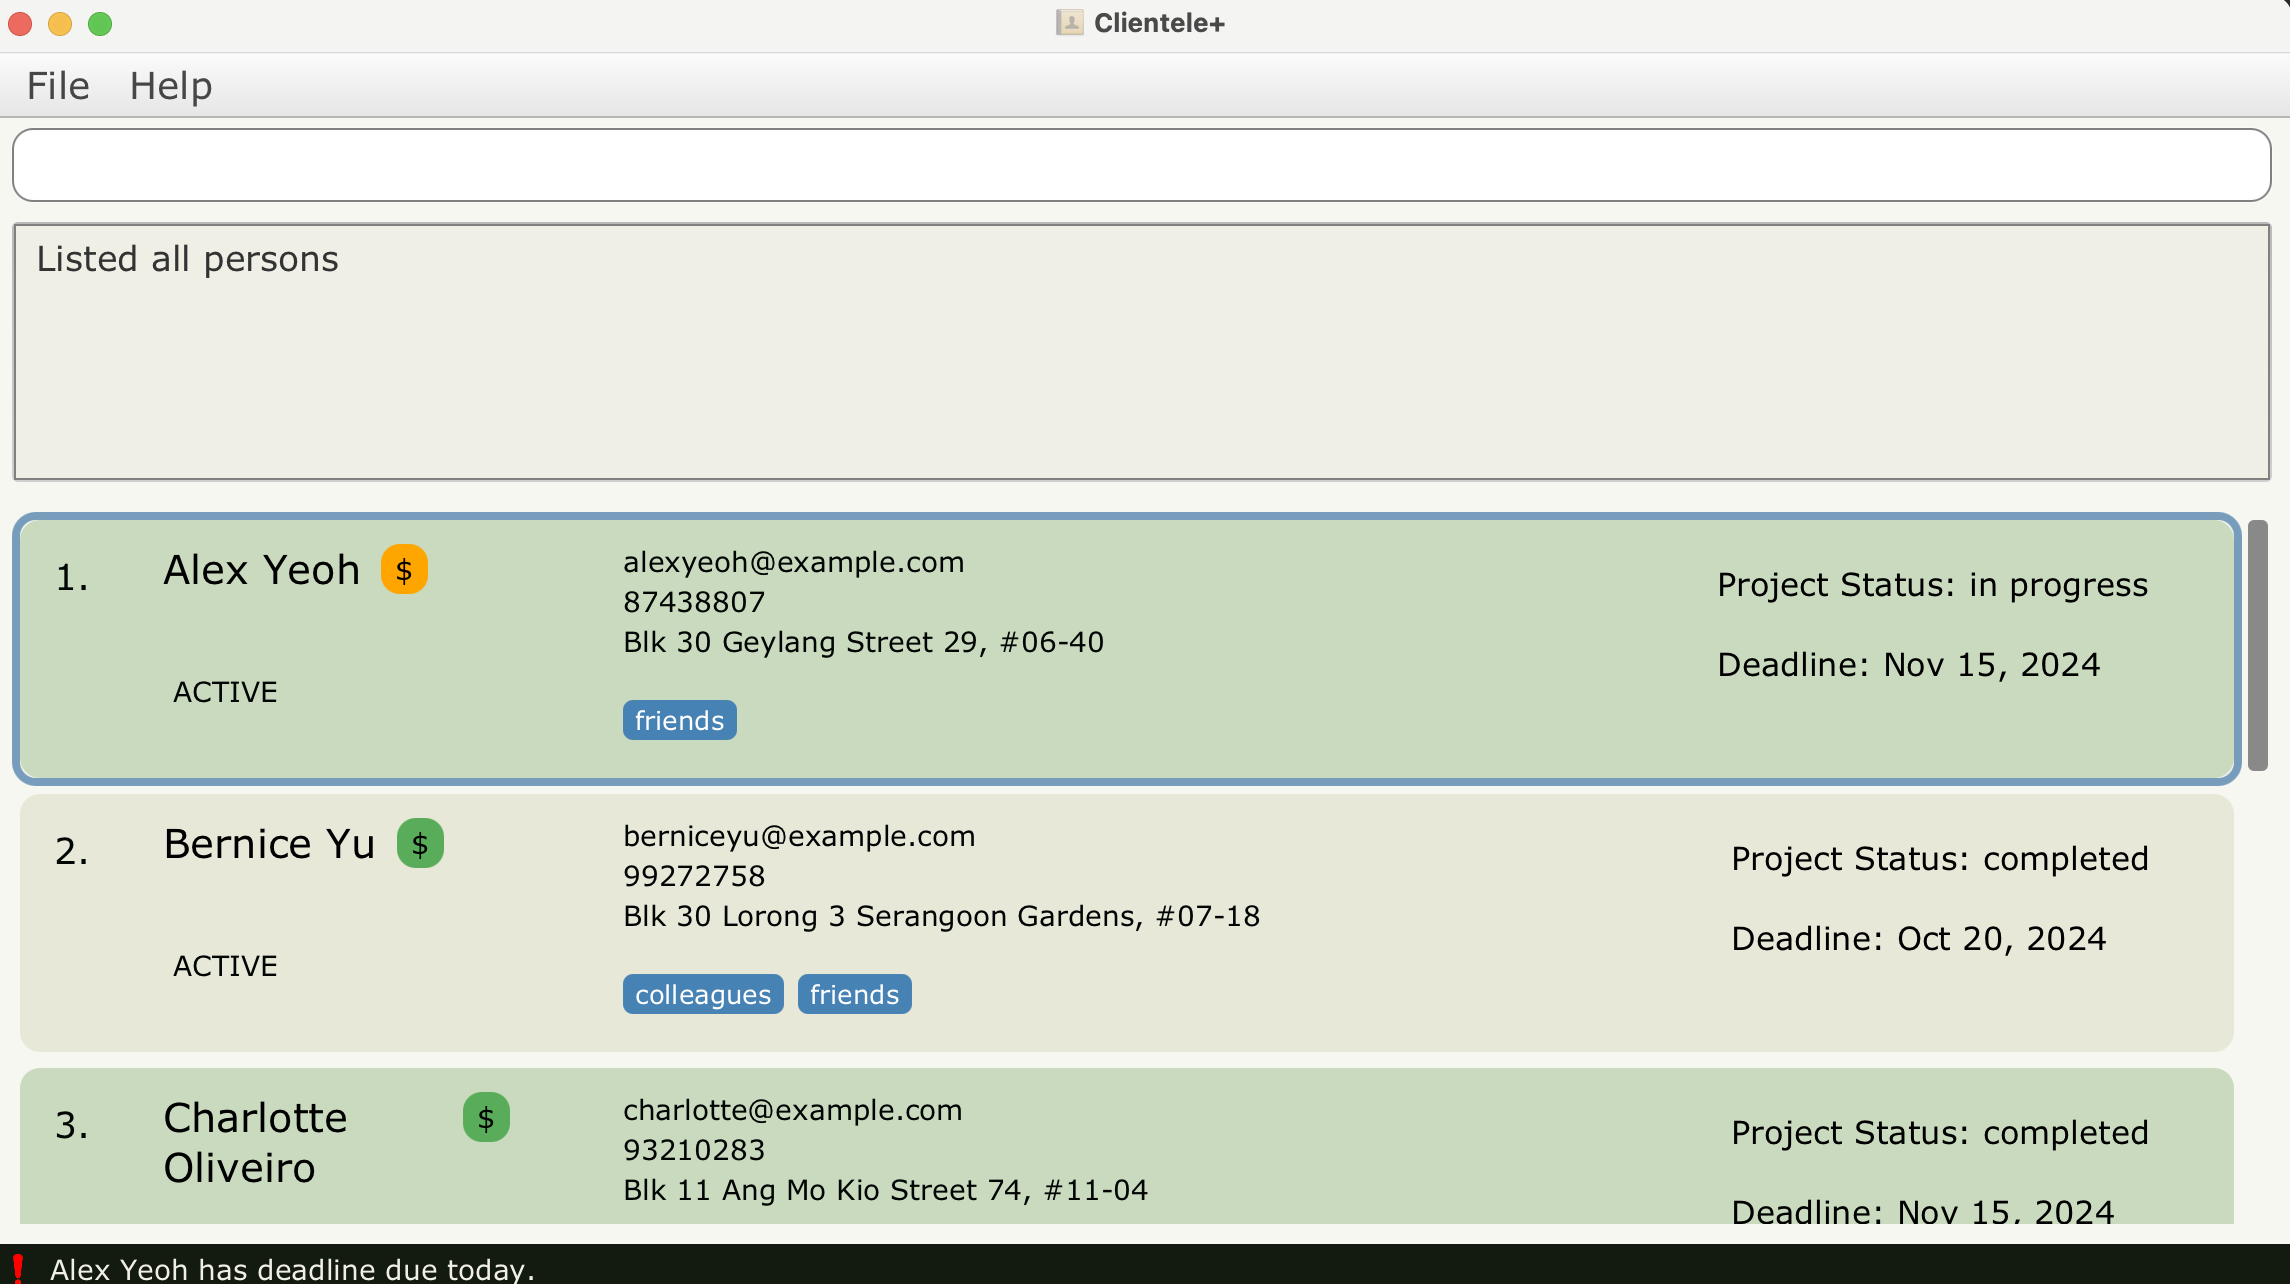 Clientele+
File Help
Listed all persons
1. Alex Yeoh $
alexyeoh@example.com
87438807
Blk 30 Geylang Street 29, #06-40
ACTIVE
friends
Project Status: in progress
Deadline: Nov 15, 2024
2. Bernice Yu $
berniceyu@example.com
99272758
Blk 30 Lorong 3 Serangoon Gardens, #07-18
ACTIVE
colleagues friends
Project Status: completed
Deadline: Oct 20, 2024
3. Charlotte $
Oliveiro
charlotte@example.com
93210283
Blk 11 Ang Mo Kio Street 74, #11-04
Project Status: completed
Deadline: Nov 15, 2024
! Alex Yeoh has deadline due today.